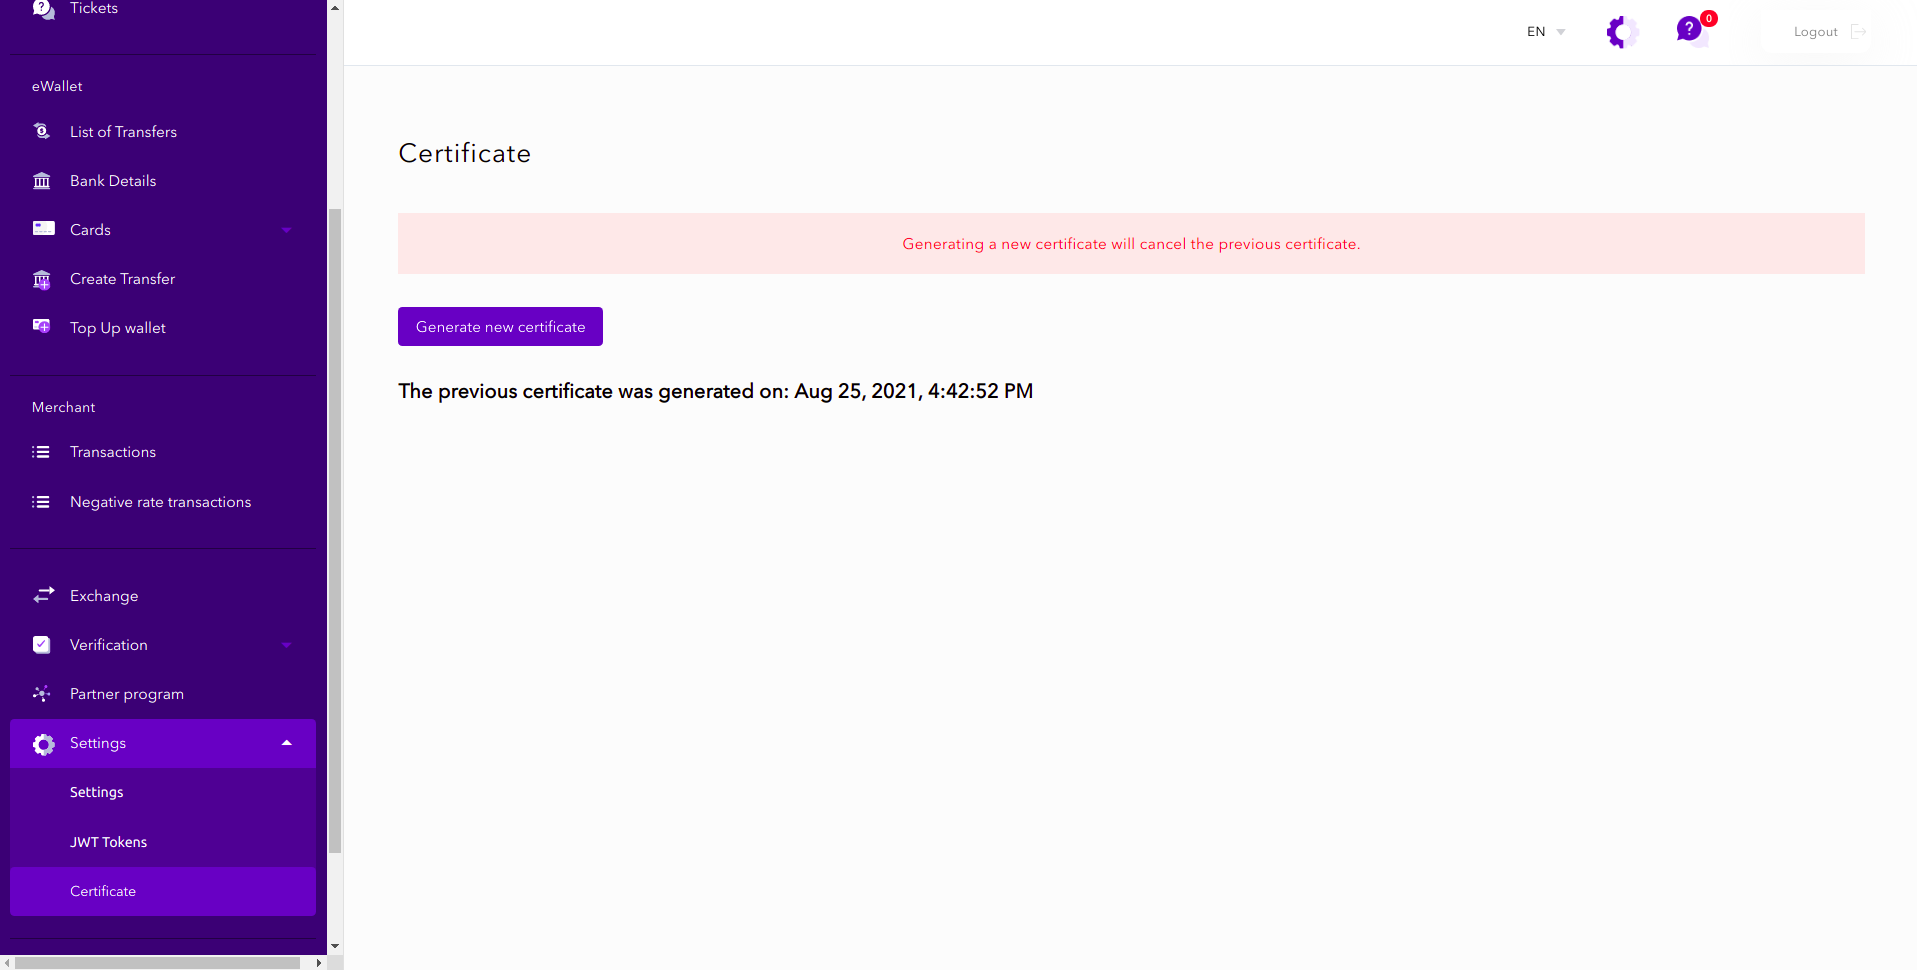 Tickets
eWallet
List of Transfers
Bank Details
Cards
Create Transfer
Top Up wallet
Merchant
Transactions
Negative rate transactions
Exchange
Verification
Partner program
Settings
Settings
JWT Tokens
Certificate
EN
?
0
Logout
Certificate
Generating a new certificate will cancel the previous certificate.
Generate new certificate
The previous certificate was generated on: Aug 25, 2021, 4:42:52 PM